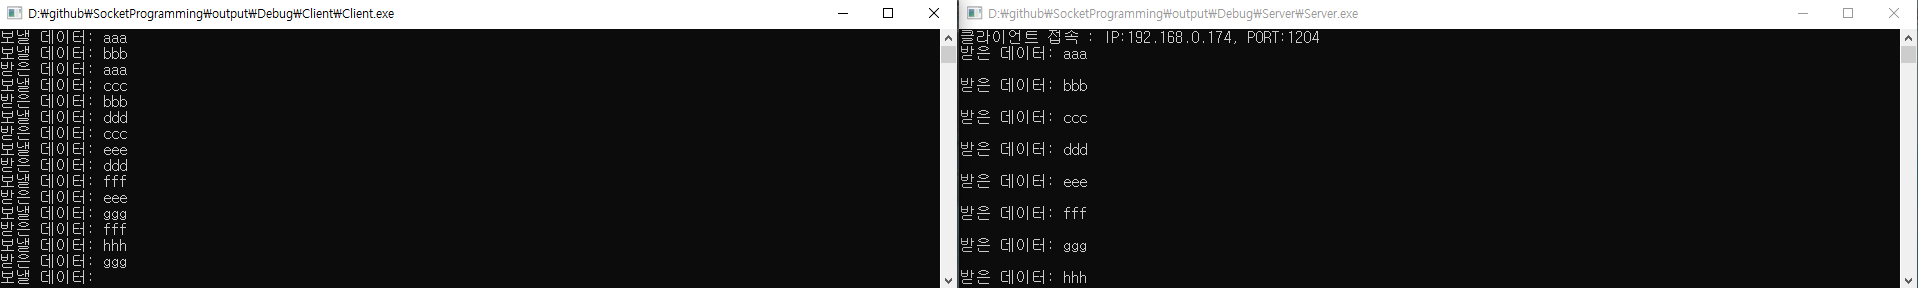 D:\github\SocketProgramming\output\Debug\Client\Client.exe
보낼 데이터: aaa
보낼 데이터: bbb
받은 데이터: aaa
보낼 데이터: ccc
받은 데이터: bbb
보낼 데이터: ddd
받은 데이터: ccc
보낼 데이터: eee
받은 데이터: ddd
보낼 데이터: fff
받은 데이터: eee
보낼 데이터: ggg
받은 데이터: fff
보낼 데이터: hhh
받은 데이터: ggg
보낼 데이터:
D:\github\SocketProgramming\output\Debug\Server\Server.exe
클라이언트 접속 : IP:192.168.0.174, PORT:1204
받은 데이터: aaa
받은 데이터: bbb
받은 데이터: ccc
받은 데이터: ddd
받은 데이터: eee
받은 데이터: fff
받은 데이터: ggg
받은 데이터: hhh